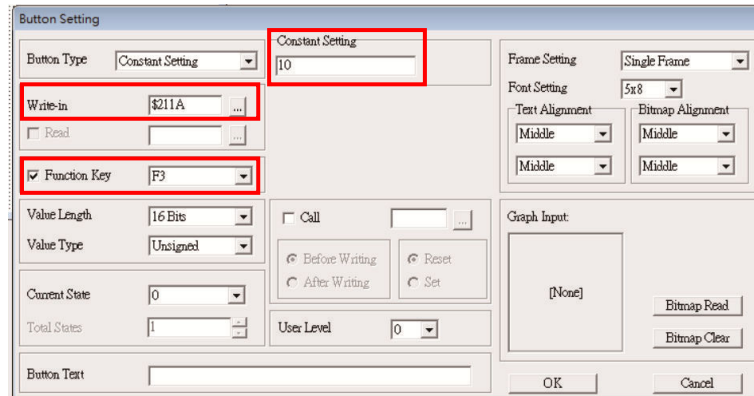 Button Setting
Button Type Constant Setting
Constant Setting
10
Write-in $211A ...
Read ...
Function Key F3
Value Length 16 Bits
Value Type Unsigned
Current State 0
Total States 1
Button Text
Call ...
Before Writing Reset
After Writing Set
User Level 0
Frame Setting Single Frame
Font Setting 5x8
Text Alignment Bitmap Alignment
Middle Middle
Middle Middle
Graph Input:
[None]
Bitmap Read
Bitmap Clear
OK Cancel